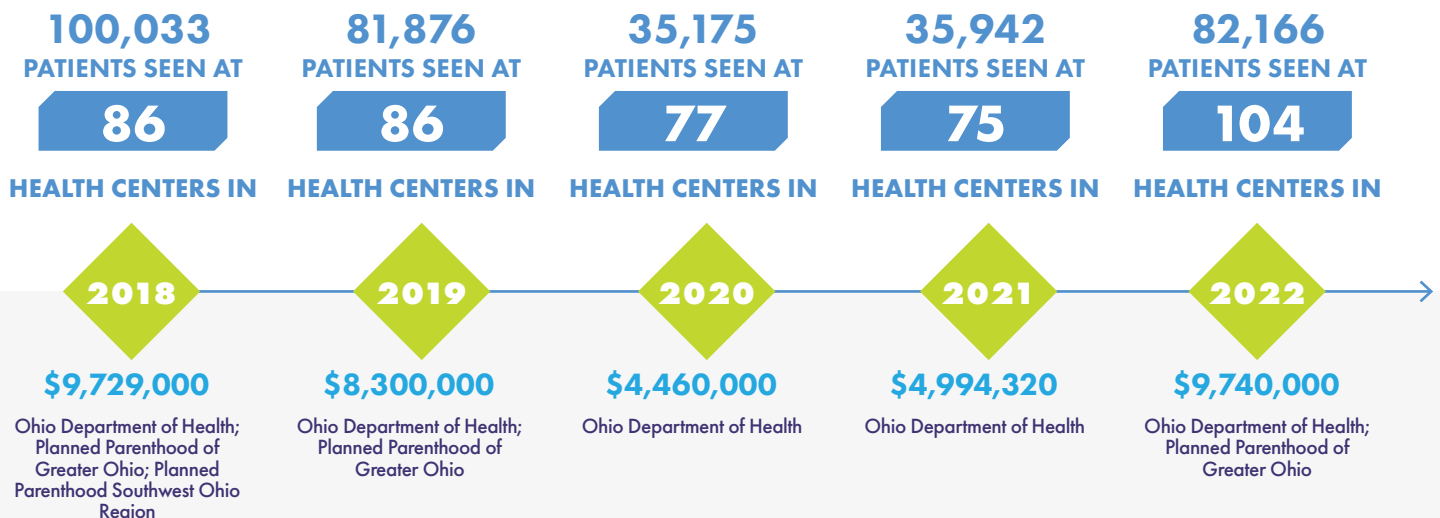 100,033
PATIENTS SEEN AT
86
HEALTH CENTERS IN
2018
$9,729,000
Ohio Department of Health;
Planned Parenthood of
Greater Ohio; Planned
Parenthood Southwest Ohio
Region
81,876
PATIENTS SEEN AT
86
HEALTH CENTERS IN
2019
$8,300,000
Ohio Department of Health;
Planned Parenthood of
Greater Ohio
35,175
PATIENTS SEEN AT
77
HEALTH CENTERS IN
2020
$4,460,000
Ohio Department of Health
35,942
PATIENTS SEEN AT
75
HEALTH CENTERS IN
2021
$4,994,320
Ohio Department of Health
82,166
PATIENTS SEEN AT
104
HEALTH CENTERS IN
2022
$9,740,000
Ohio Department of Health;
Planned Parenthood of
Greater Ohio